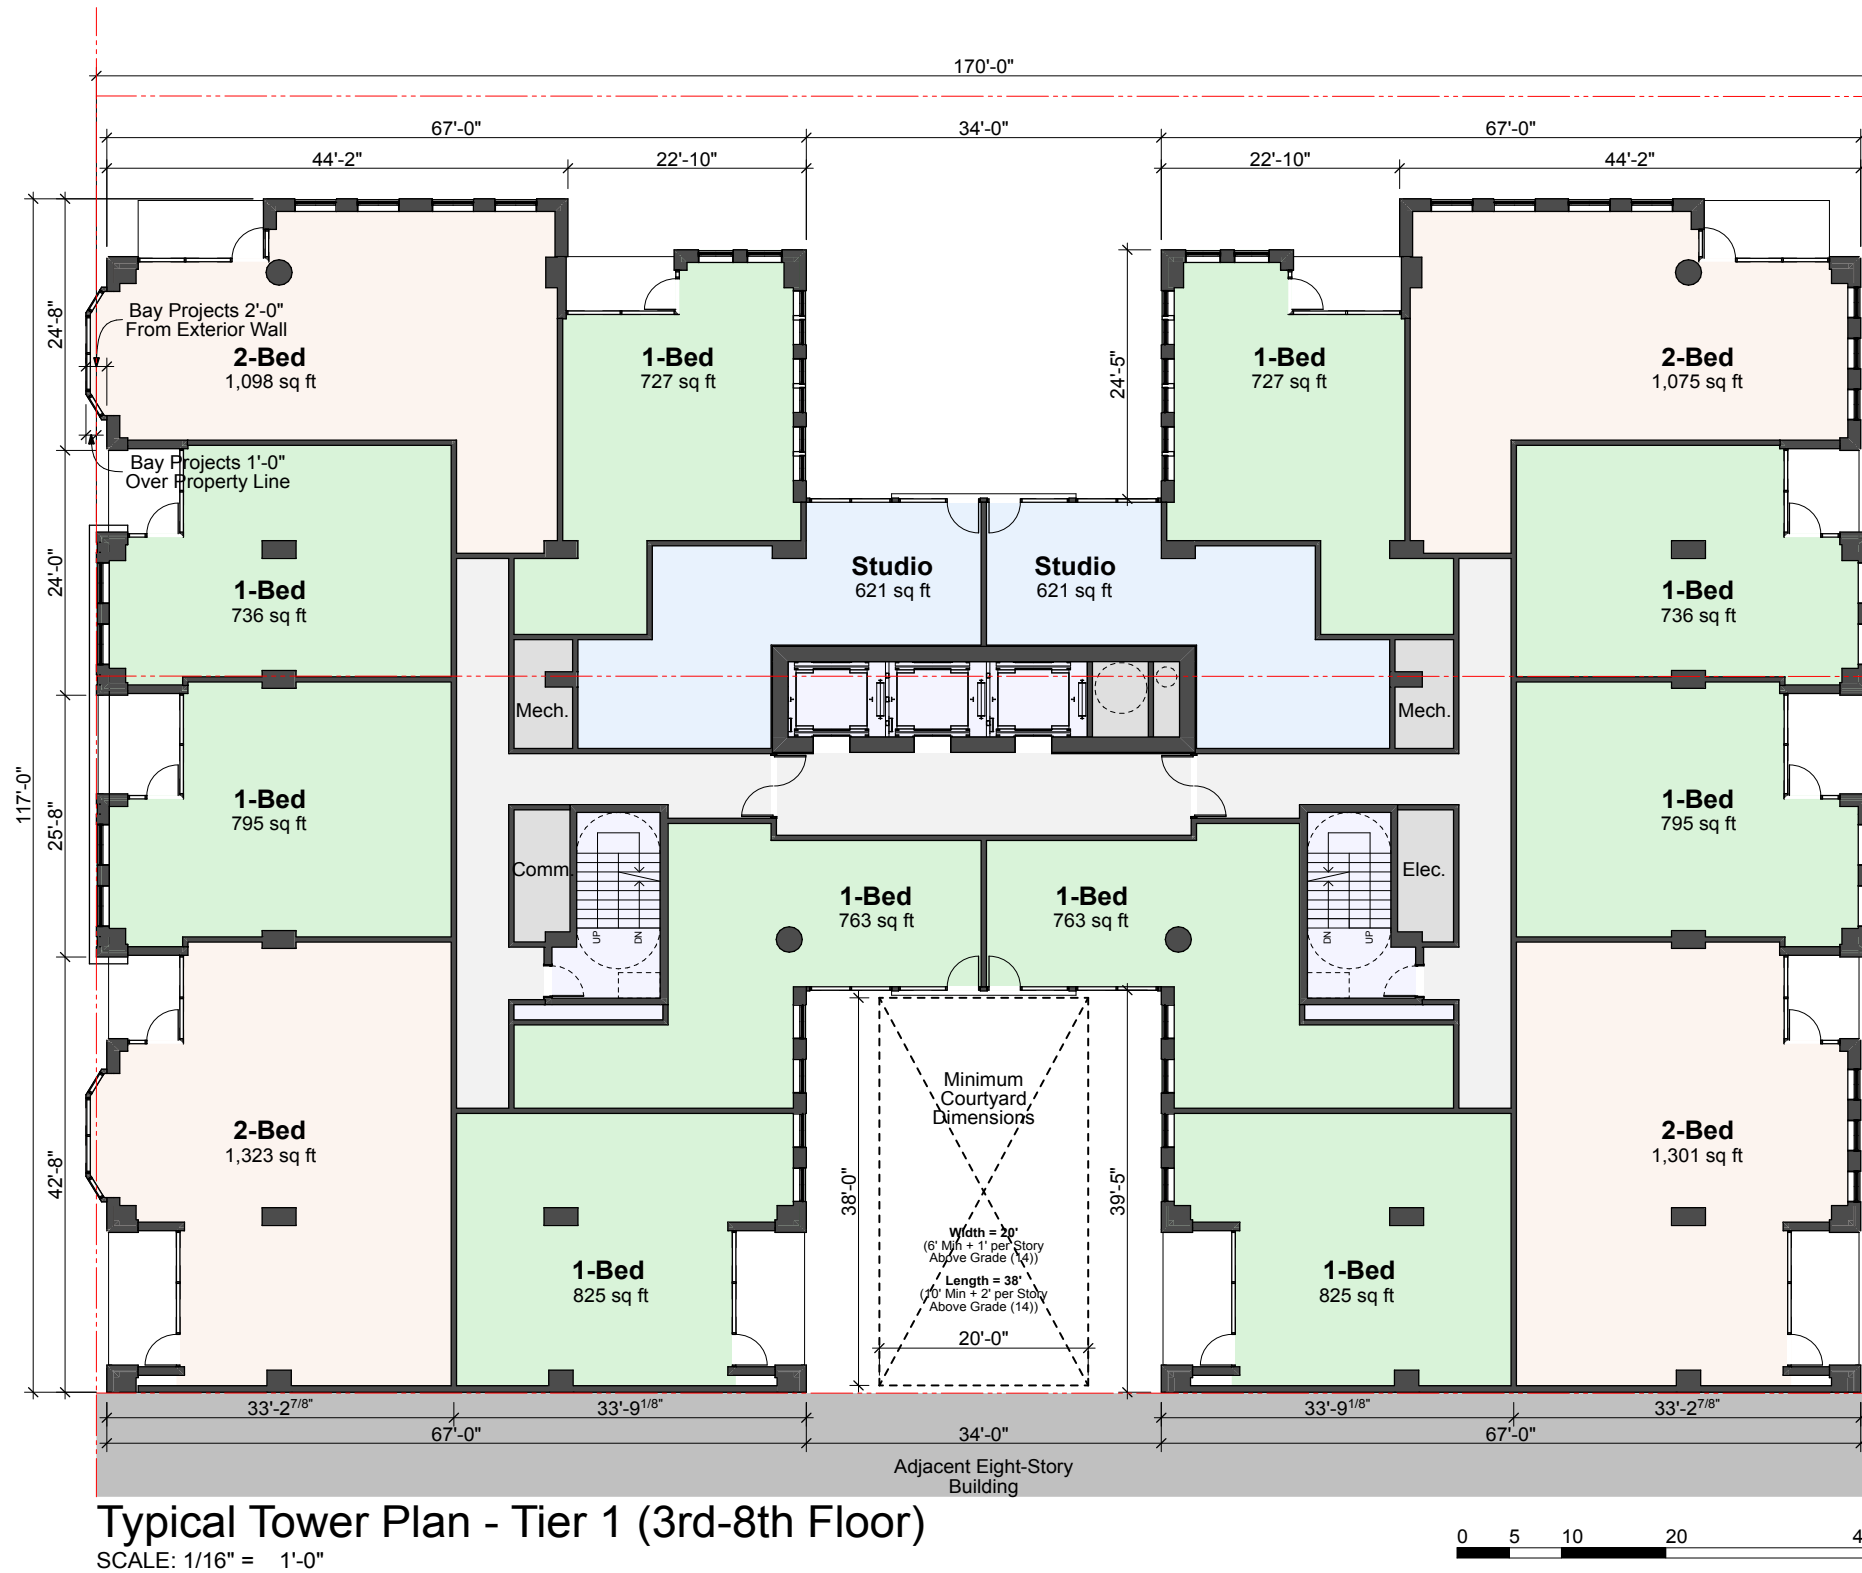 170'-0"
67'-0" 34'-0" 67'-0"
44'-2" 22'-10" 22'-10" 44'-2"
24'-8"
24'-0"
25'-8"
42'-8"
117'-0"
24'-5"
Bay Projects 2'-0"
From Exterior Wall
Bay Projects 1'-0"
Over Property Line
2-Bed
1,098 sq ft
1-Bed
727 sq ft
1-Bed
727 sq ft
2-Bed
1,075 sq ft
Studio
621 sq ft
Studio
621 sq ft
1-Bed
736 sq ft
1-Bed
736 sq ft
Mech.
Mech.
1-Bed
795 sq ft
1-Bed
795 sq ft
Comm.
UP DN
1-Bed
763 sq ft
1-Bed
763 sq ft
DN UP
Elec.
2-Bed
1,323 sq ft
1-Bed
825 sq ft
38'-0"
Minimum
Courtyard
Dimensions
Width = 20'
(6' Min + 1' per Story
Above Grade (14))
Length = 38'
(10' Min + 2' per Story
Above Grade (14))
20'-0"
39'-5"
1-Bed
825 sq ft
2-Bed
1,301 sq ft
33'-2 7/8" 33'-9 1/8" 33'-9 1/8" 33'-2 7/8"
67'-0" 34'-0" 67'-0"
Adjacent Eight-Story
Building
Typical Tower Plan - Tier 1 (3rd-8th Floor)
SCALE: 1/16" = 1'-0"
0 5 10 20 4